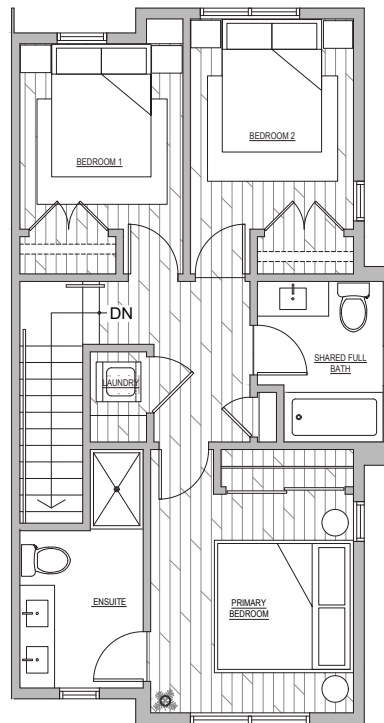 BEDROOM 1
BEDROOM 2
DN
LAUNDRY
SHARED FULL
BATH
ENSUITE
PRIMARY
BEDROOM